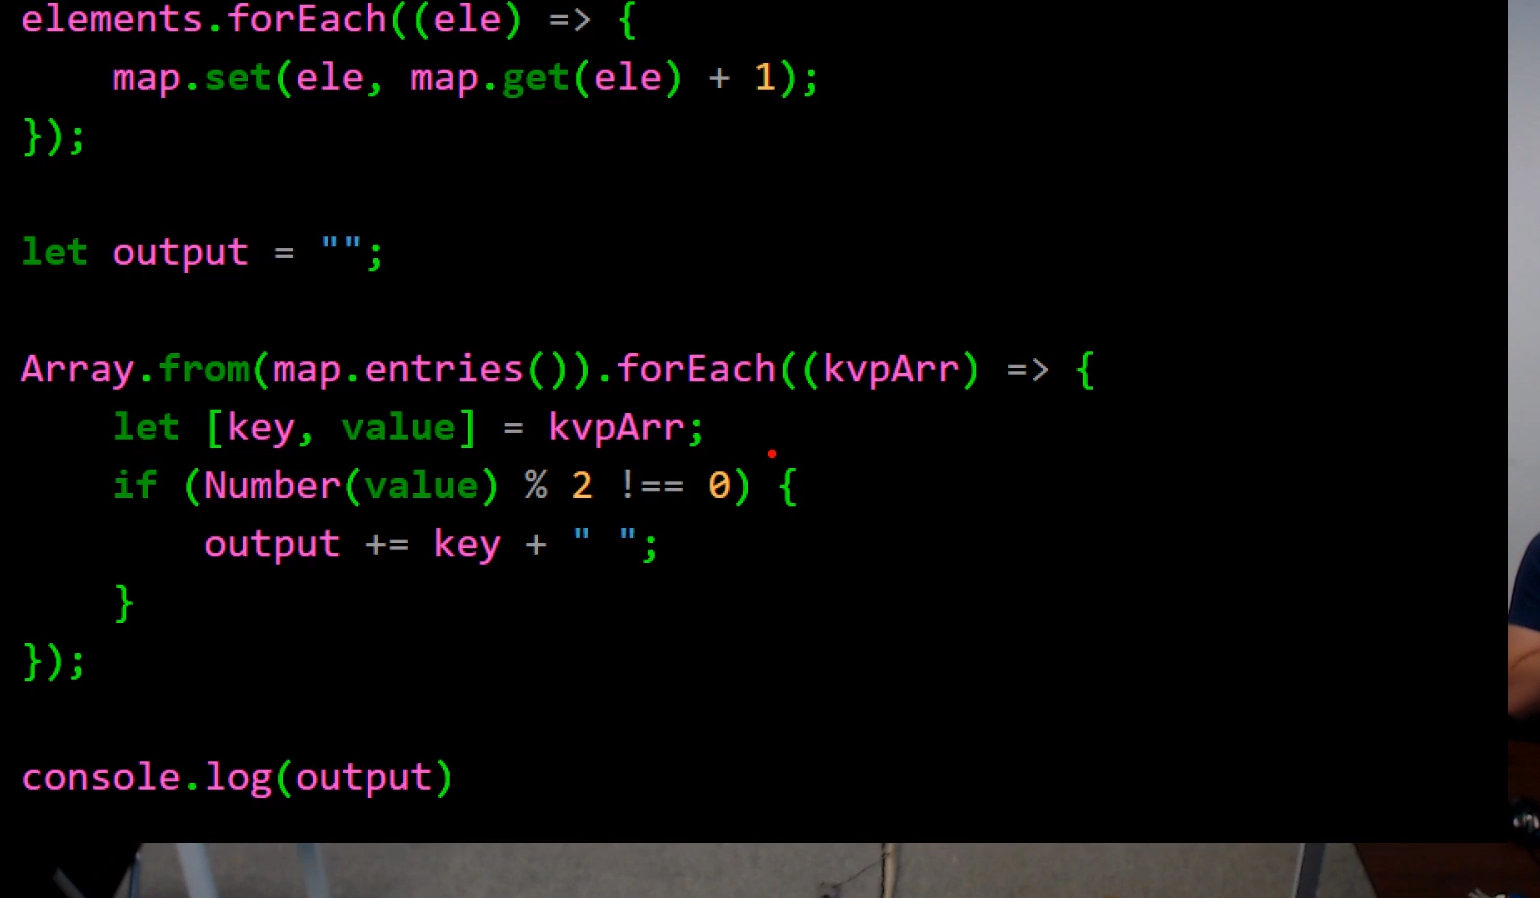 elements.forEach((ele) => {
    map.set(ele, map.get(ele) + 1);
});
let output = "";
Array.from(map.entries()).forEach((kvpArr) => {
    let [key, value] = kvpArr;
    if (Number(value) % 2 !== 0) {
        output += key + " ";
    }
});
console.log(output)